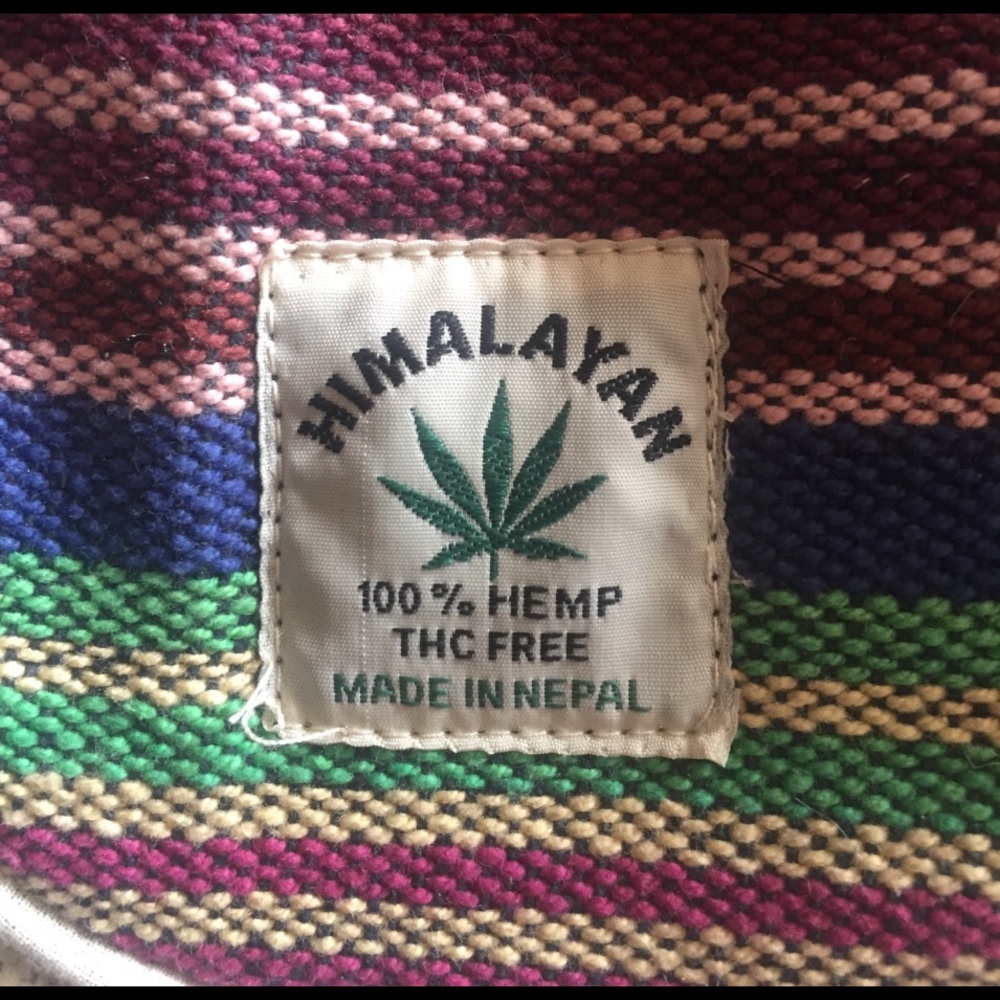 HIMALAYAN
100 % HEMP
THC FREE
MADE IN NEPAL